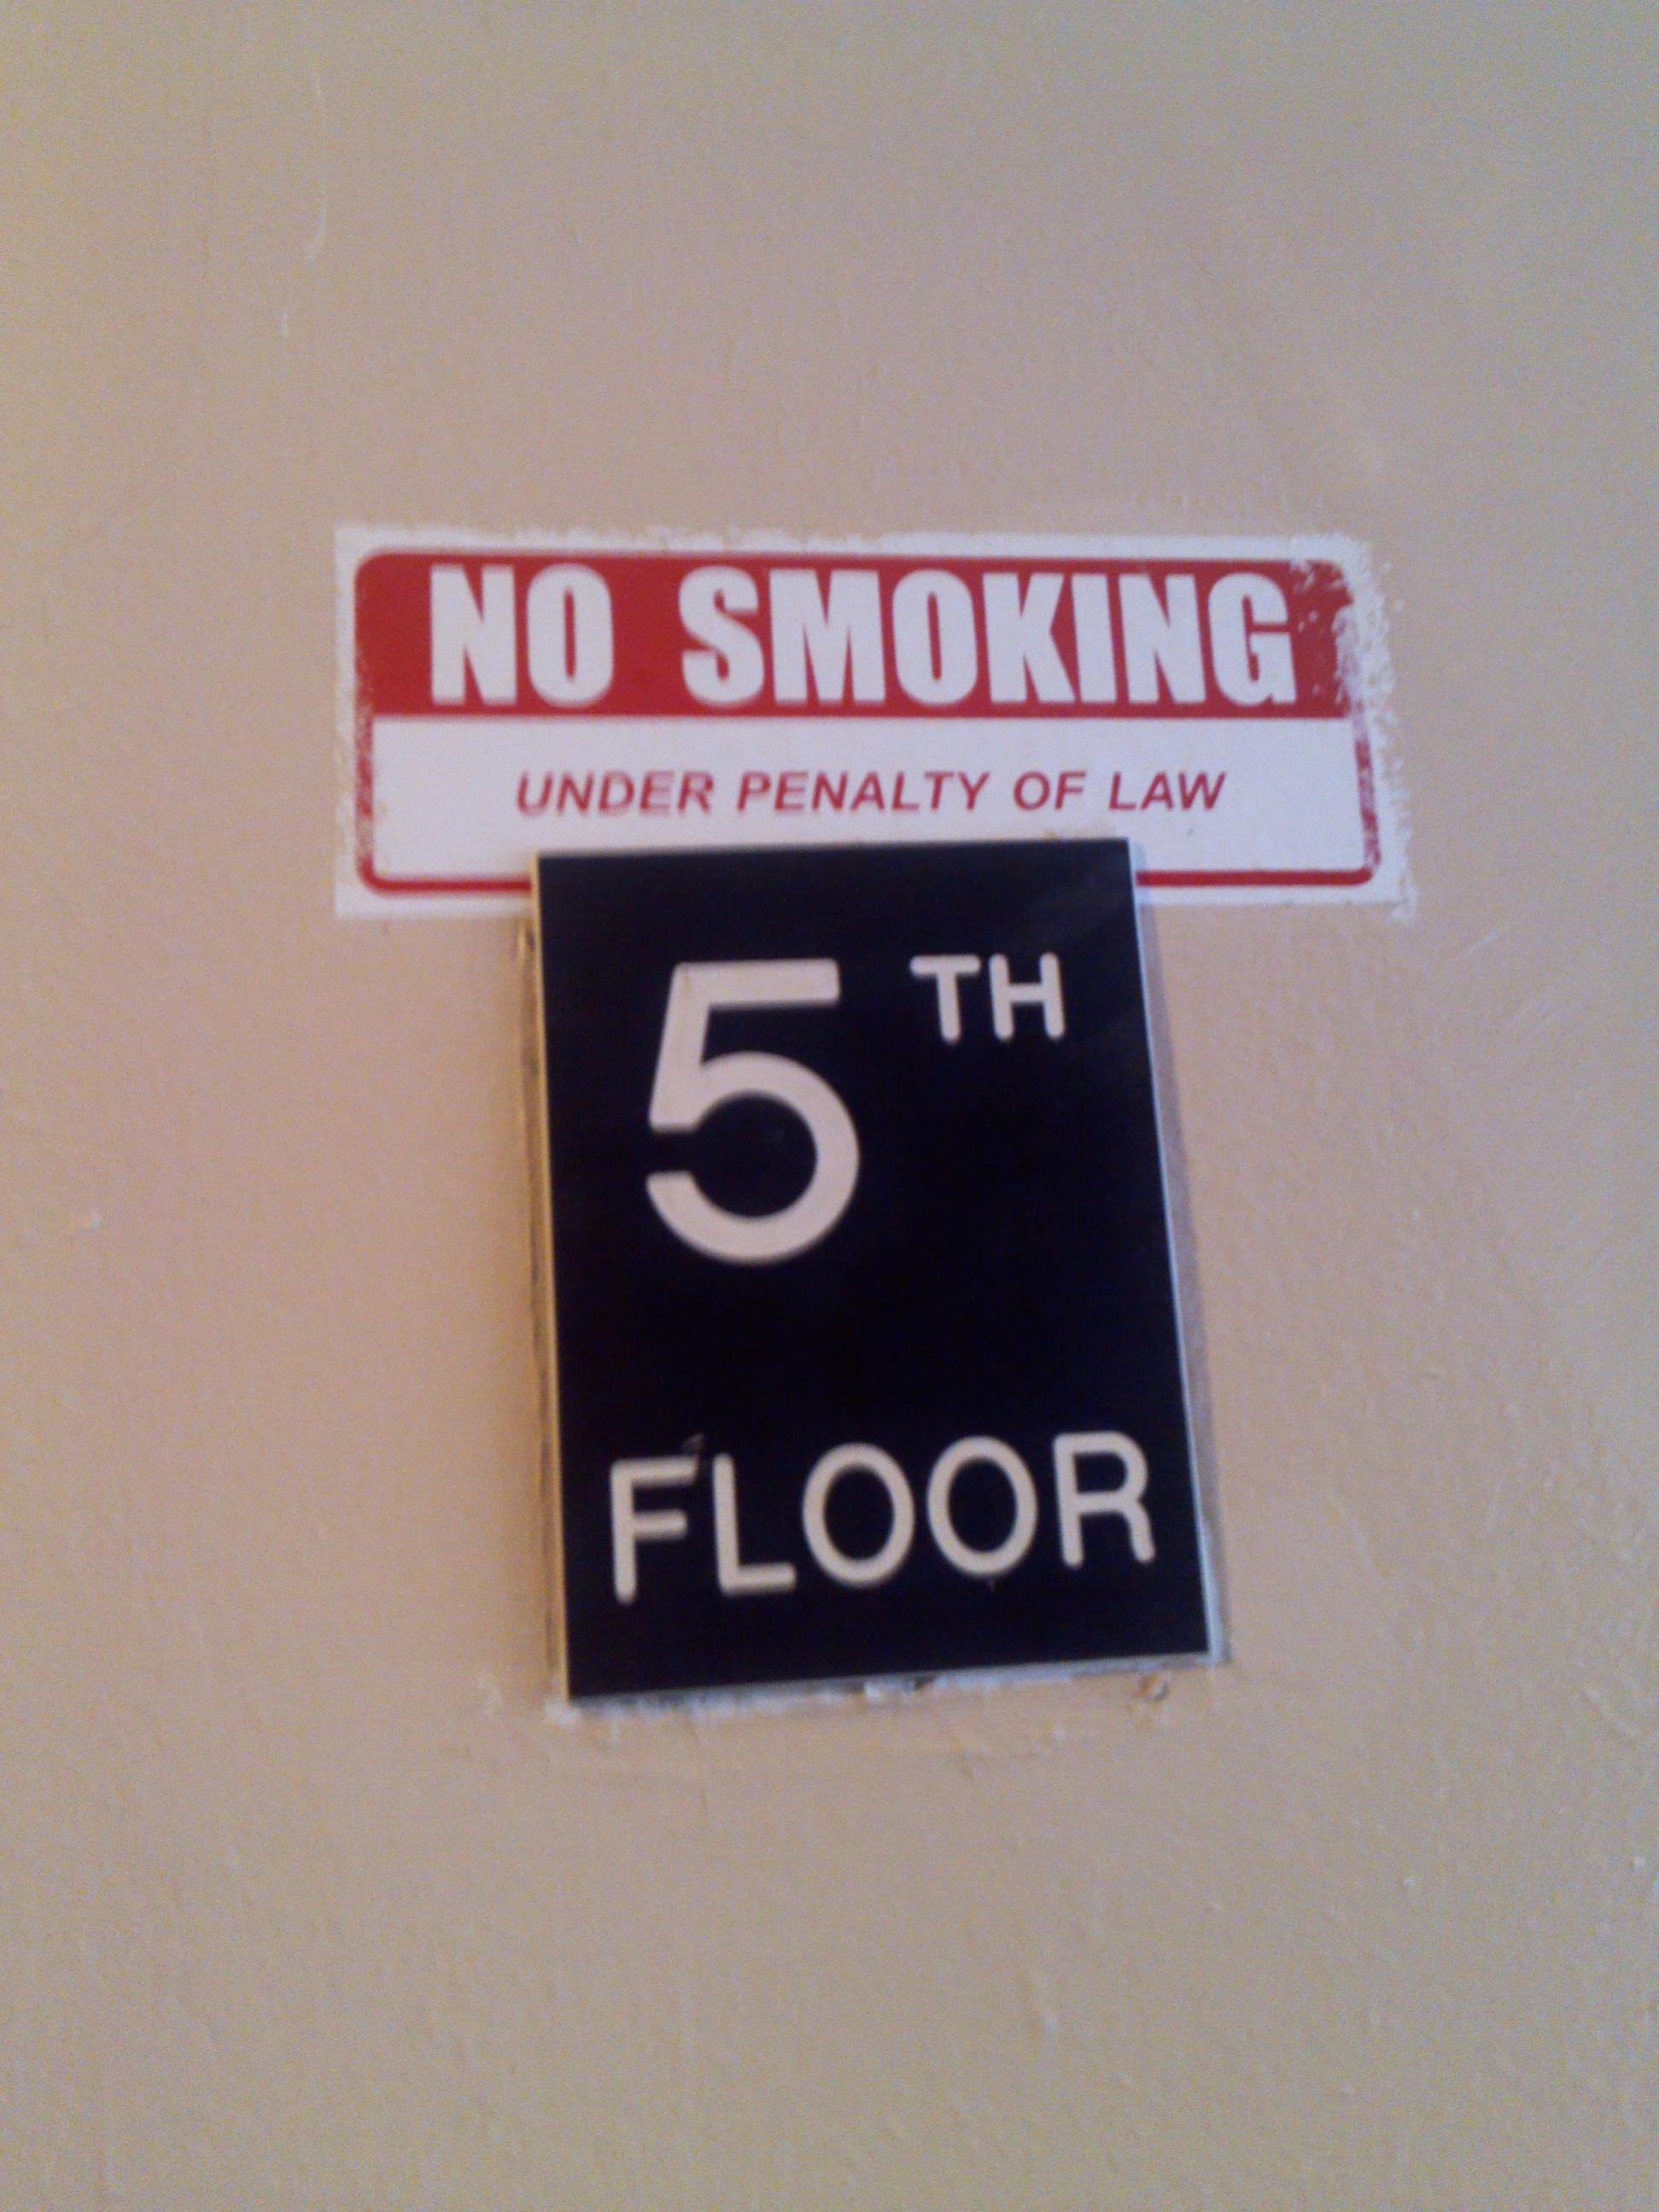 NO SMOKING
UNDER PENALTY OF LAW
5TH
FLOOR